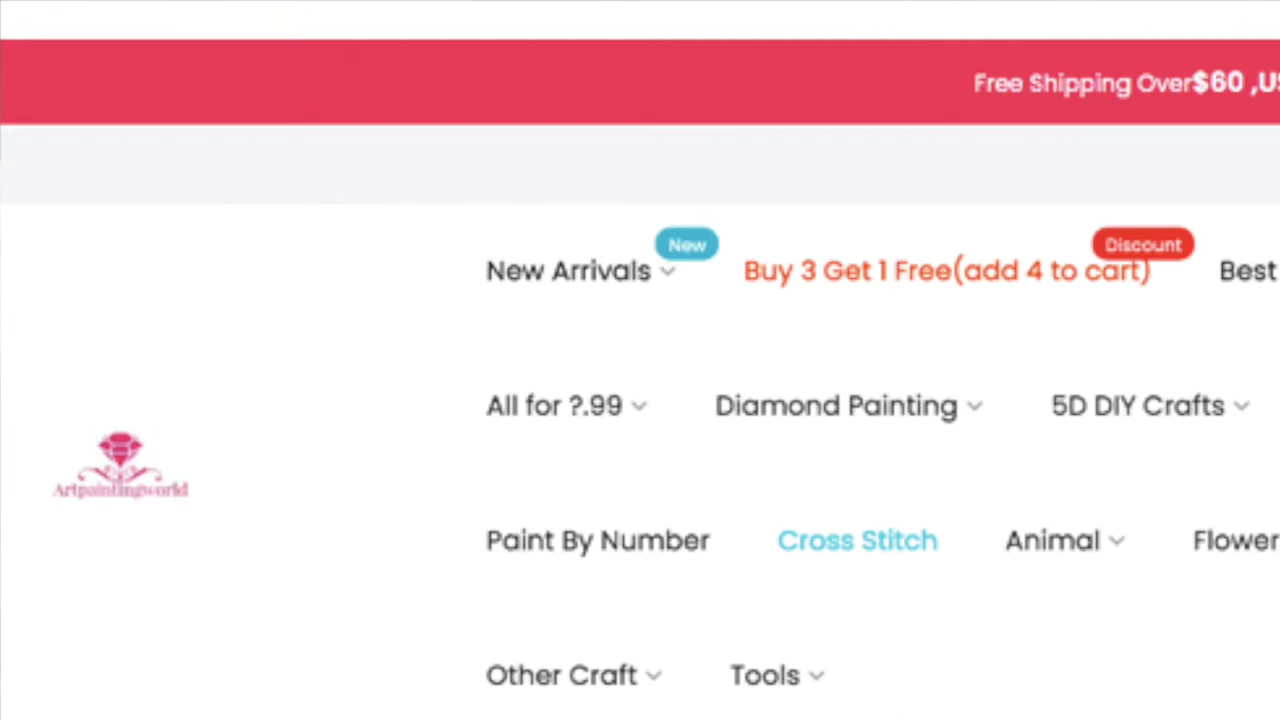 Free Shipping Over$60 ,US
New
Discount
New Arrivals Buy 3 Get 1 Free(add 4 to cart) Best
All for ?.99 Diamond Painting 5D DIY Crafts
Artpaintingworld
Paint By Number Cross Stitch Animal Flower
Other Craft Tools